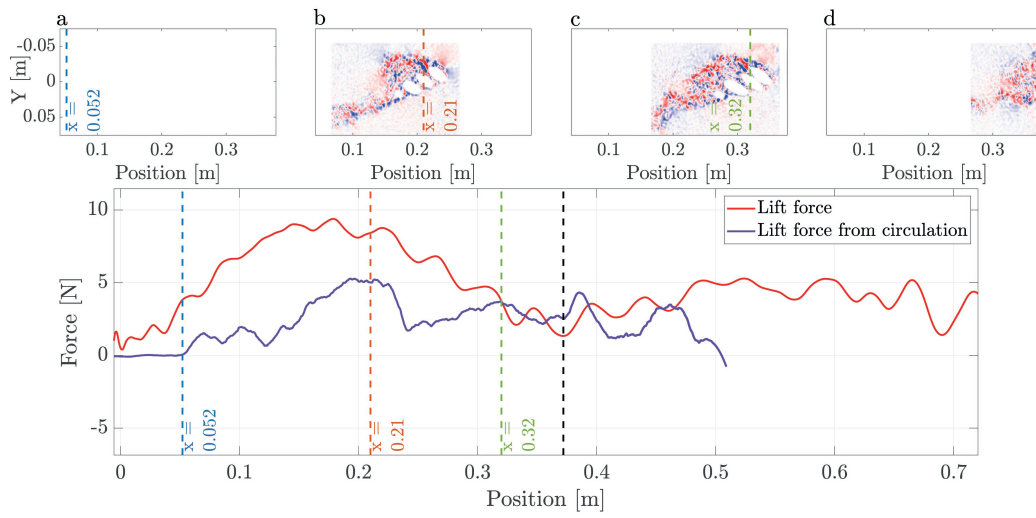 a
b
c
d
-0.05
0
0.05
Y [m]
x =
0.052
x =
0.21
x =
0.32
0.1 0.2 0.3
0.1 0.2 0.3
0.1 0.2 0.3
0.1 0.2 0.3
Position [m]
Position [m]
Position [m]
Position [m]
10
5
0
-5
Force [N]
Lift force
Lift force from circulation
x =
0.052
x =
0.21
x =
0.32
0 0.1 0.2 0.3 0.4 0.5 0.6 0.7
Position [m]